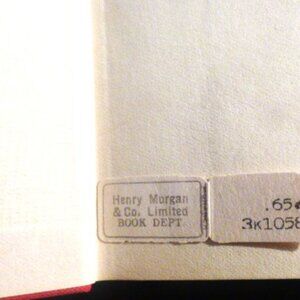 Henry Morgan
& Co. Limited
BOOK DEPT.
.65¢
3K1058